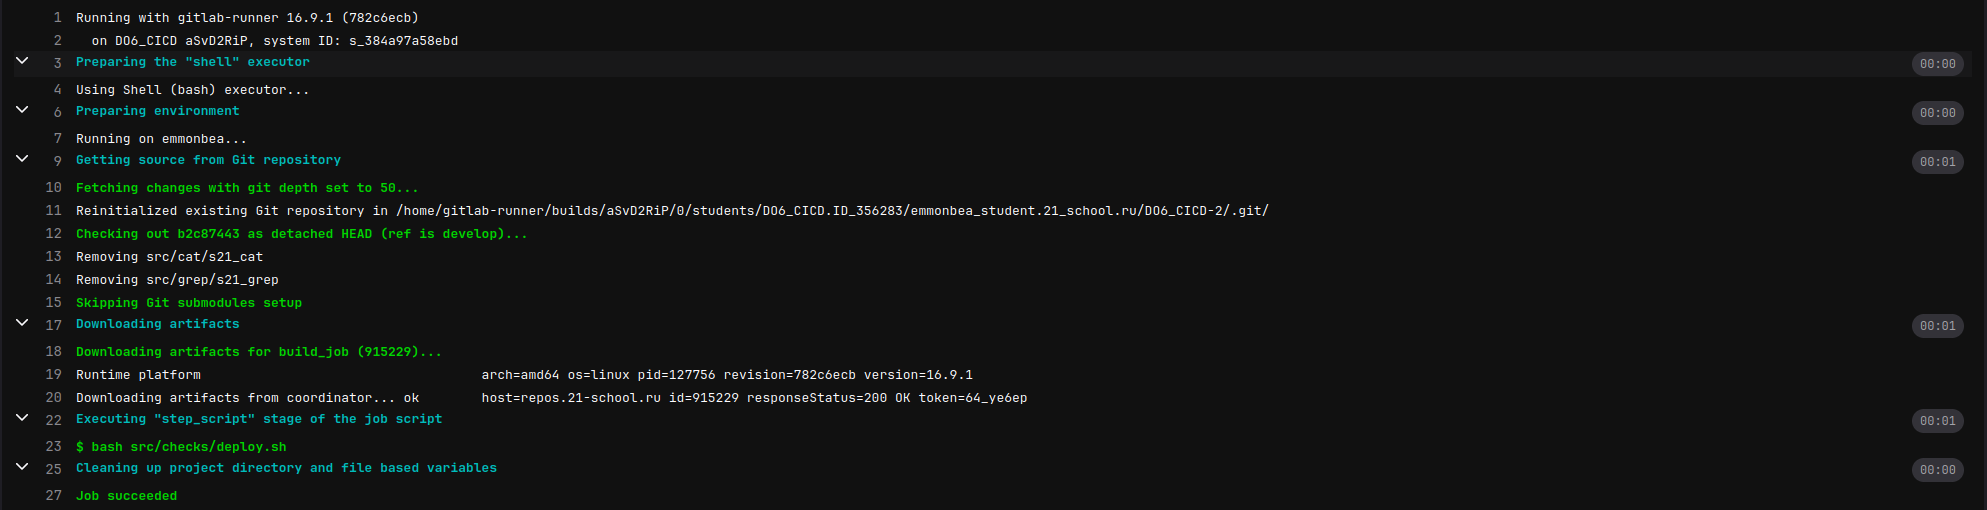 1 Running with gitlab-runner 16.9.1 (782c6ecb)
2 on DO6_CICD aSvD2RiP, system ID: s_384a97a58ebd
3 Preparing the "shell" executor 00:00
4 Using Shell (bash) executor...
6 Preparing environment 00:00
7 Running on emmonbea...
9 Getting source from Git repository 00:01
10 Fetching changes with git depth set to 50...
11 Reinitialized existing Git repository in /home/gitlab-runner/builds/aSvD2RiP/0/students/DO6_CICD.ID_356283/emmonbea_student.21_school.ru/DO6_CICD-2/.git/
12 Checking out b2c87443 as detached HEAD (ref is develop)...
13 Removing src/cat/s21_cat
14 Removing src/grep/s21_grep
15 Skipping Git submodules setup
17 Downloading artifacts 00:01
18 Downloading artifacts for build_job (915229)...
19 Runtime platform arch=amd64 os=linux pid=127756 revision=782c6ecb version=16.9.1
20 Downloading artifacts from coordinator... ok host=repos.21-school.ru id=915229 responseStatus=200 OK token=64_ye6ep
22 Executing "step_script" stage of the job script 00:01
23 $ bash src/checks/deploy.sh
25 Cleaning up project directory and file based variables 00:00
27 Job succeeded